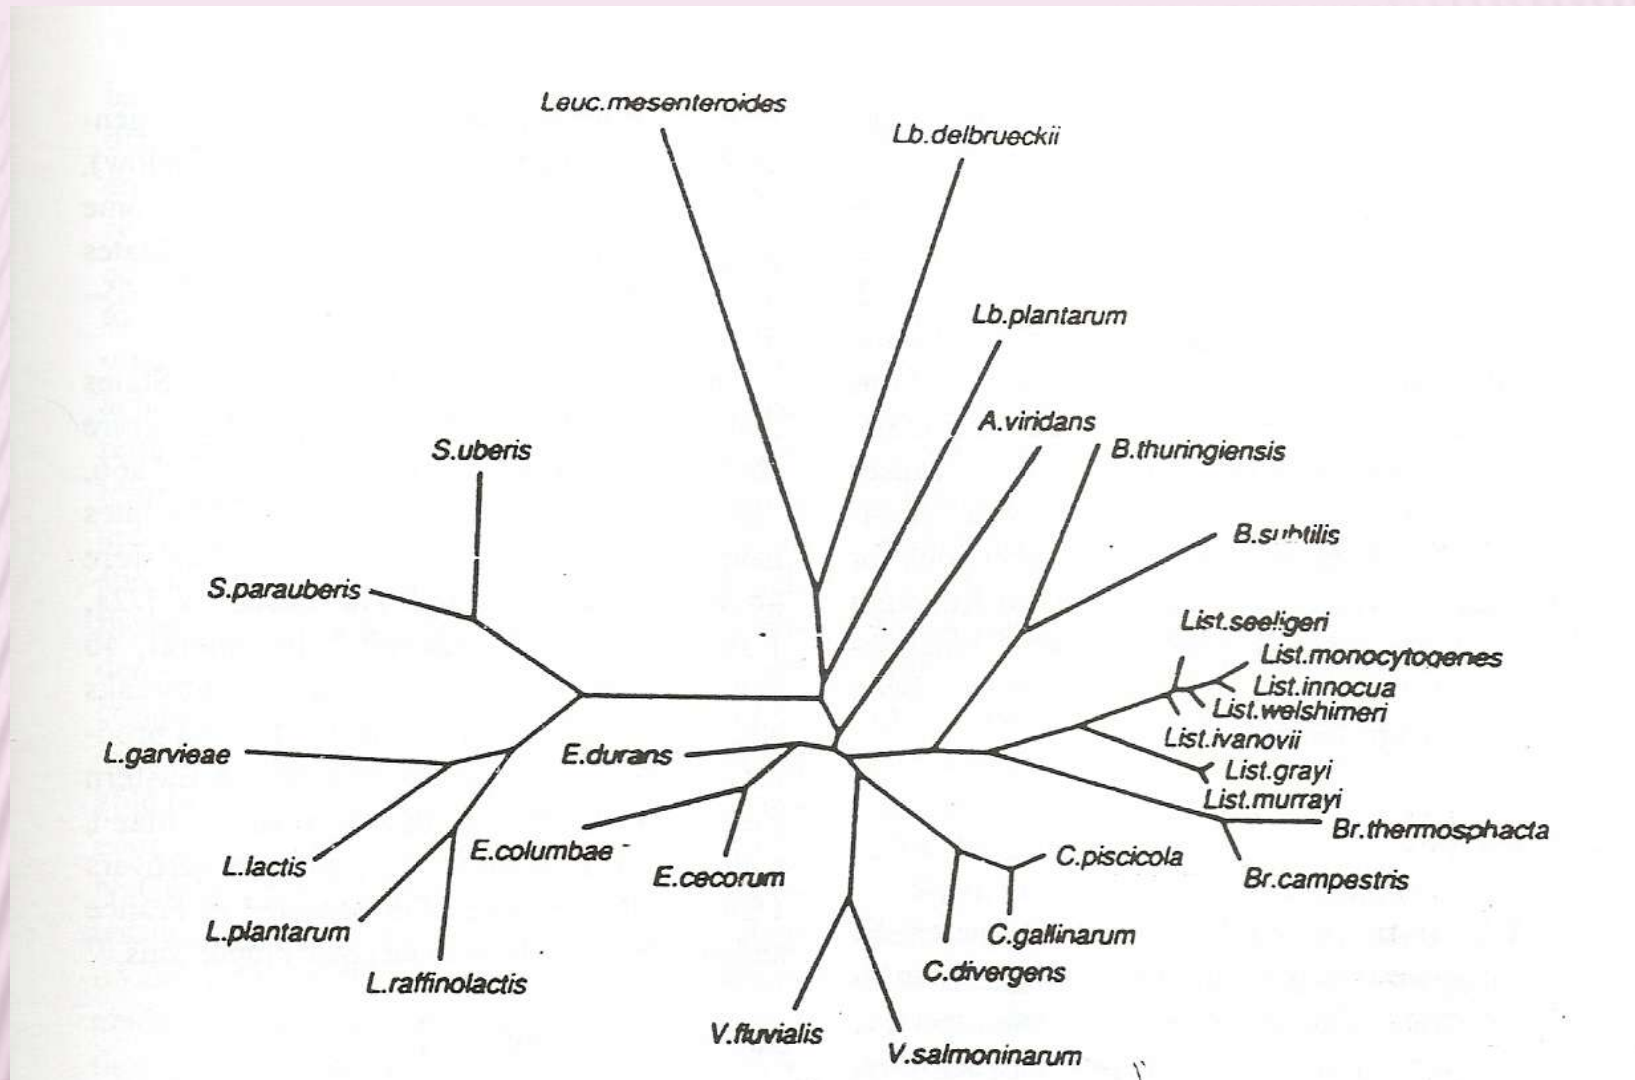 Leuc.mesenteroides
Lb.delbrueckii
Lb.plantarum
A.viridans
B.thuringiensis
S.uberis
B.subtilis
S.parauberis
List.seeligeri
List.monocytogenes
List.innocua
List.welshimeri
List.ivanovii
L.garvieae
E.durans
List.grayi
List.murrayi
Br.thermosphacta
L.lactis
E.columbae
E.cecorum
C.piscicola
Br.campestris
L.plantarum
C.gallinarum
C.divergens
L.raffinolactis
V.fluvialis
V.salmoninarum